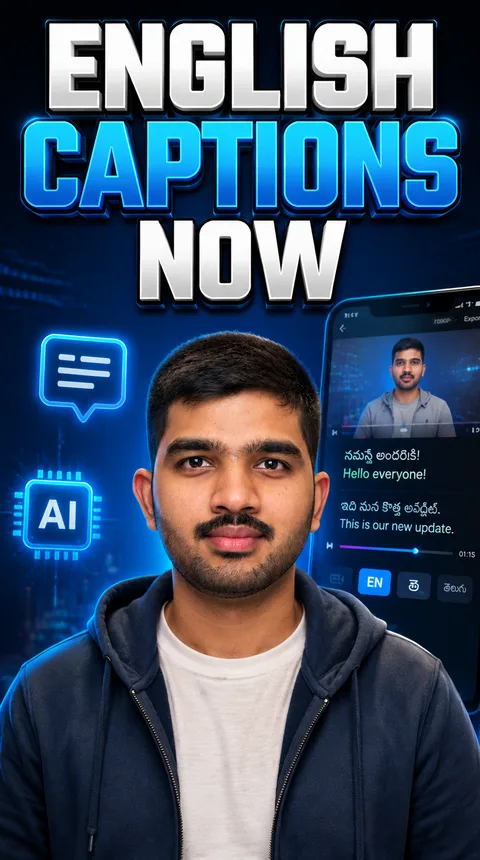 ENGLISH
CAPTIONS
NOW
Export
నమస్తే అందరికి!
Hello everyone!
AI
ఇది మన కొత్త అప్‌డేట్.
This is our new update.
01:15
EN
తె
తెలుగు